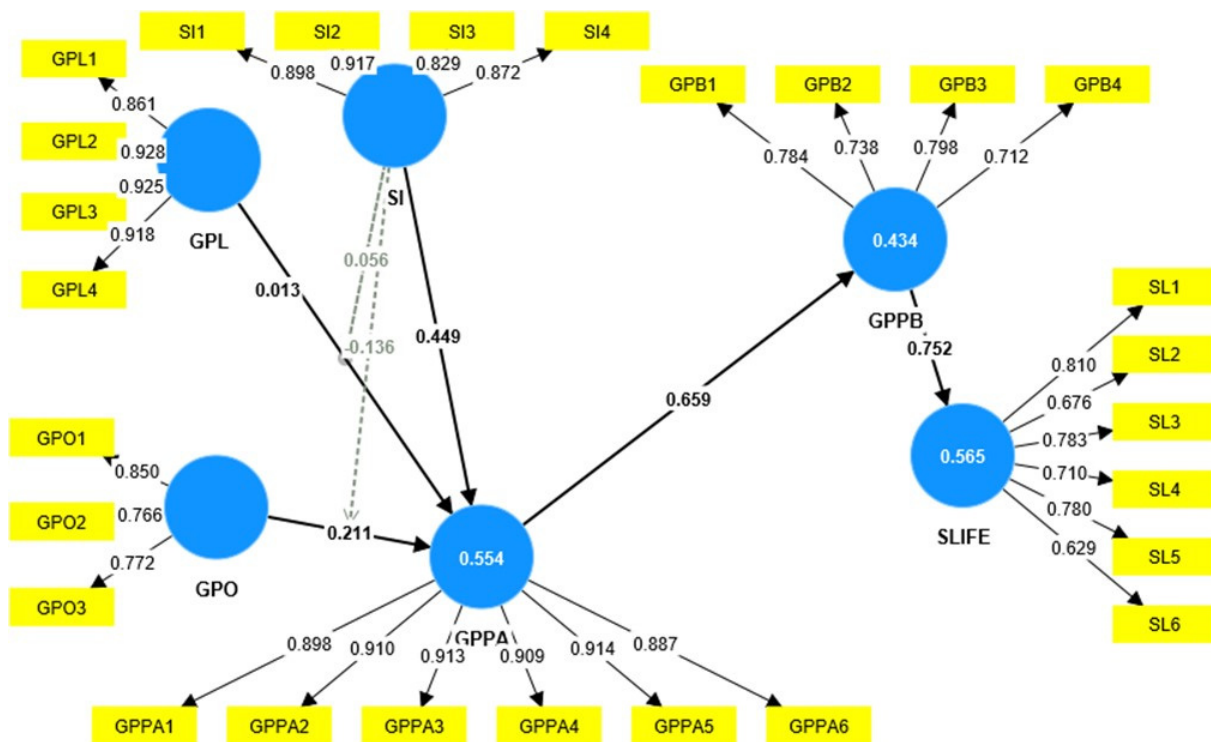 SI1
SI2
SI3
SI4
0.898
0.917
0.829
0.872
SI
GPL1
GPL2
GPL3
GPL4
0.861
0.928
0.925
0.918
GPL
GPB1
GPB2
GPB3
GPB4
0.784
0.738
0.798
0.712
0.434
GPPB
0.056
0.013
-0.136
0.449
0.659
0.752
SL1
SL2
SL3
SL4
SL5
SL6
0.810
0.676
0.783
0.710
0.780
0.629
0.565
SLIFE
GPO1
GPO2
GPO3
0.850
0.766
0.772
GPO
0.211
0.554
GPPA
0.898
0.910
0.913
0.909
0.914
0.887
GPPA1
GPPA2
GPPA3
GPPA4
GPPA5
GPPA6